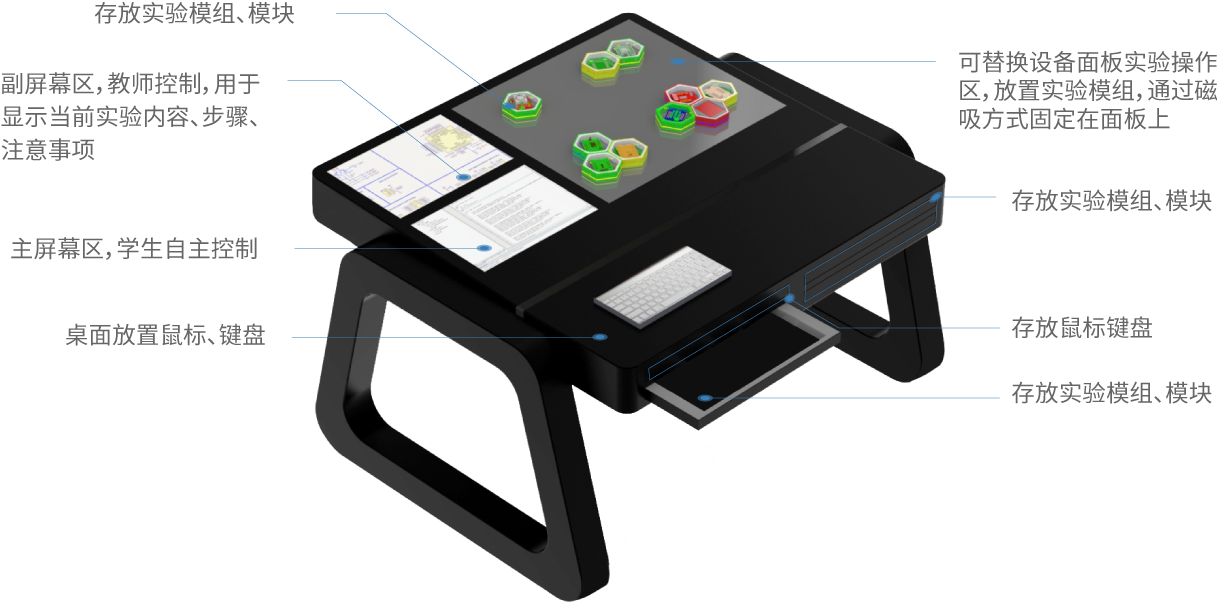 存放实验模组、模块
副屏幕区，教师控制，用于
显示当前实验内容、步骤、
注意事项
主屏幕区，学生自主控制
桌面放置鼠标、键盘
可替换设备面板实验操作
区，放置实验模组，通过磁
吸方式固定在面板上
存放实验模组、模块
存放鼠标键盘
存放实验模组、模块